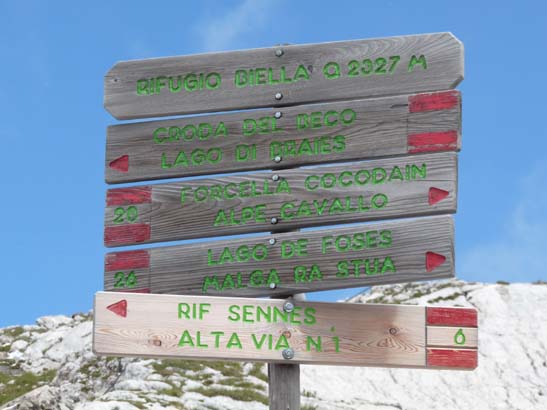 RIFUGIO BIELLA Q 2327 M
CRODA DEL BECO
LAGO DI BRAIES
20 FORCELLA COCODAIN
ALPE CAVALLO
26 LAGO DE FOSES
MALGA RA STUA
RIF SENNES
ALTA VIA N 1 6